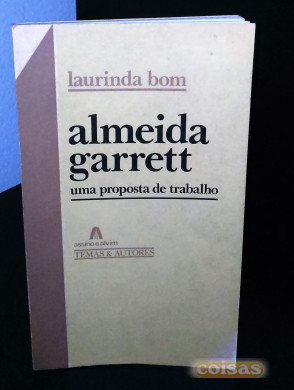 laurinda bom
almeida
garrett
uma proposta de trabalho
TEMAS & AUTORES
coisas